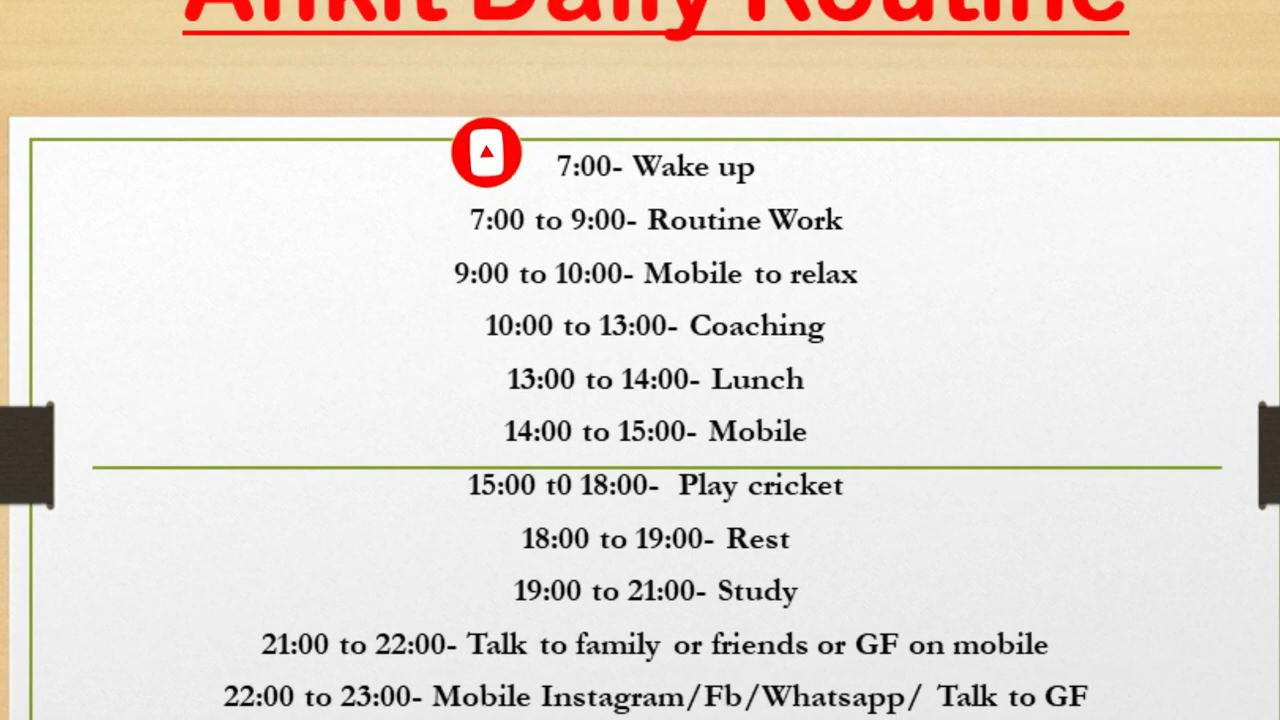 Ankit Daily Routine
7:00- Wake up
7:00 to 9:00- Routine Work
9:00 to 10:00- Mobile to relax
10:00 to 13:00- Coaching
13:00 to 14:00- Lunch
14:00 to 15:00- Mobile
15:00 t0 18:00- Play cricket
18:00 to 19:00- Rest
19:00 to 21:00- Study
21:00 to 22:00- Talk to family or friends or GF on mobile
22:00 to 23:00- Mobile Instagram/Fb/Whatsapp/ Talk to GF